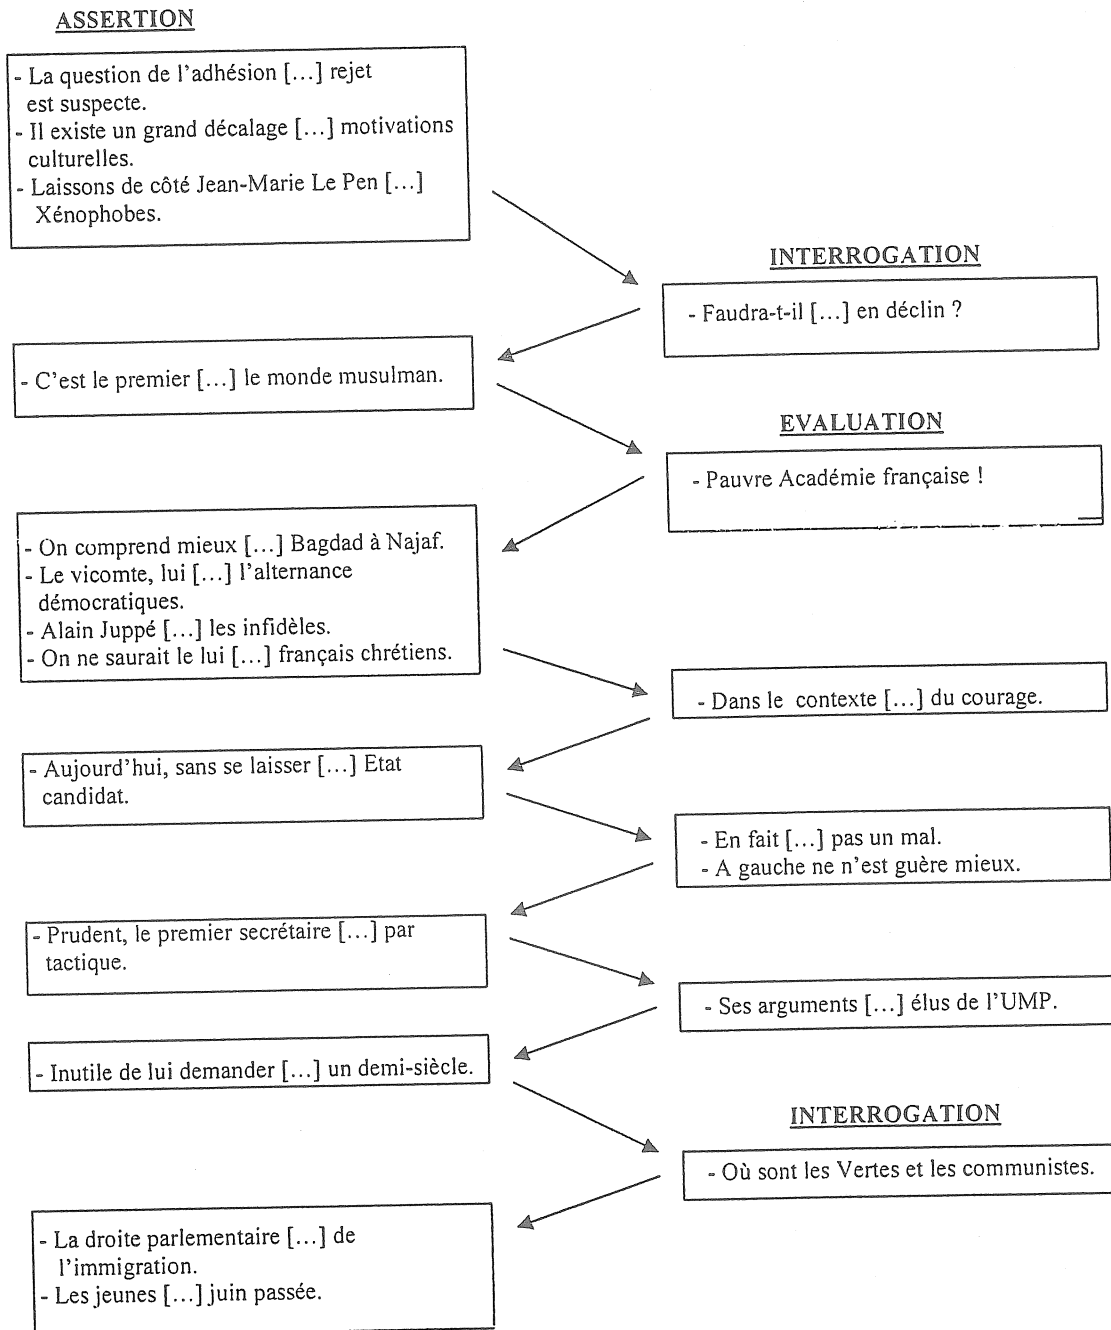 ASSERTION
- La question de l'adhésion […] rejet
est suspecte.
- Il existe un grand décalage […] motivations
culturelles.
- Laissons de côté Jean-Marie Le Pen […]
Xénophobes.
INTERROGATION
- Faudra-t-il […] en déclin ?
- C'est le premier […] le monde musulman.
EVALUATION
- Pauvre Académie française !
- On comprend mieux […] Bagdad à Najaf.
- Le vicomte, lui […] l'alternance
démocratiques.
- Alain Juppé […] les infidèles.
- On ne saurait le lui […] français chrétiens.
- Dans le contexte […] du courage.
- Aujourd'hui, sans se laisser […] Etat
candidat.
- En fait […] pas un mal.
- A gauche ne n'est guère mieux.
- Prudent, le premier secrétaire […] par
tactique.
- Ses arguments […] élus de l'UMP.
- Inutile de lui demander […] un demi-siècle.
INTERROGATION
- Où sont les Vertes et les communistes.
- La droite parlementaire […] de
l'immigration.
- Les jeunes […] juin passée.